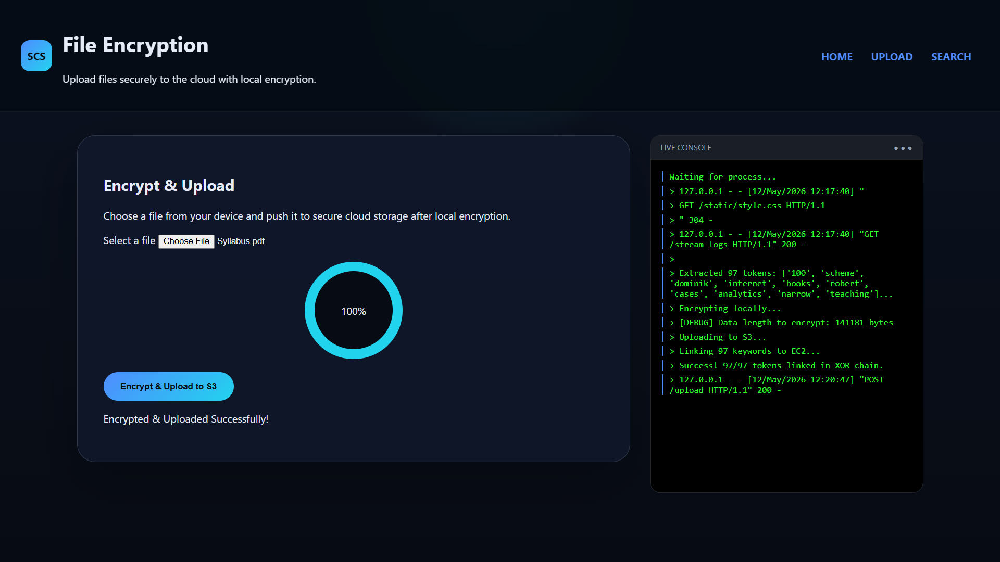 SCS
File Encryption
Upload files securely to the cloud with local encryption.
HOME UPLOAD SEARCH
Encrypt & Upload
Choose a file from your device and push it to secure cloud storage after local encryption.
Select a file Choose File Syllabus.pdf
100%
Encrypt & Upload to S3
Encrypted & Uploaded Successfully!
LIVE CONSOLE
Waiting for process...
> 127.0.0.1 - - [12/May/2026 12:17:40] "
> GET /static/style.css HTTP/1.1
> " 304 -
> 127.0.0.1 - - [12/May/2026 12:17:40] "GET
/stream-logs HTTP/1.1" 200 -
>
> Extracted 97 tokens: ['100', 'scheme',
'dominik', 'internet', 'books', 'robert',
'cases', 'analytics', 'narrow', 'teaching']...
> Encrypting locally...
> [DEBUG] Data length to encrypt: 141181 bytes
> Uploading to S3...
> Linking 97 keywords to EC2...
> Success! 97/97 tokens linked in XOR chain.
> 127.0.0.1 - - [12/May/2026 12:20:47] "POST
/upload HTTP/1.1" 200 -